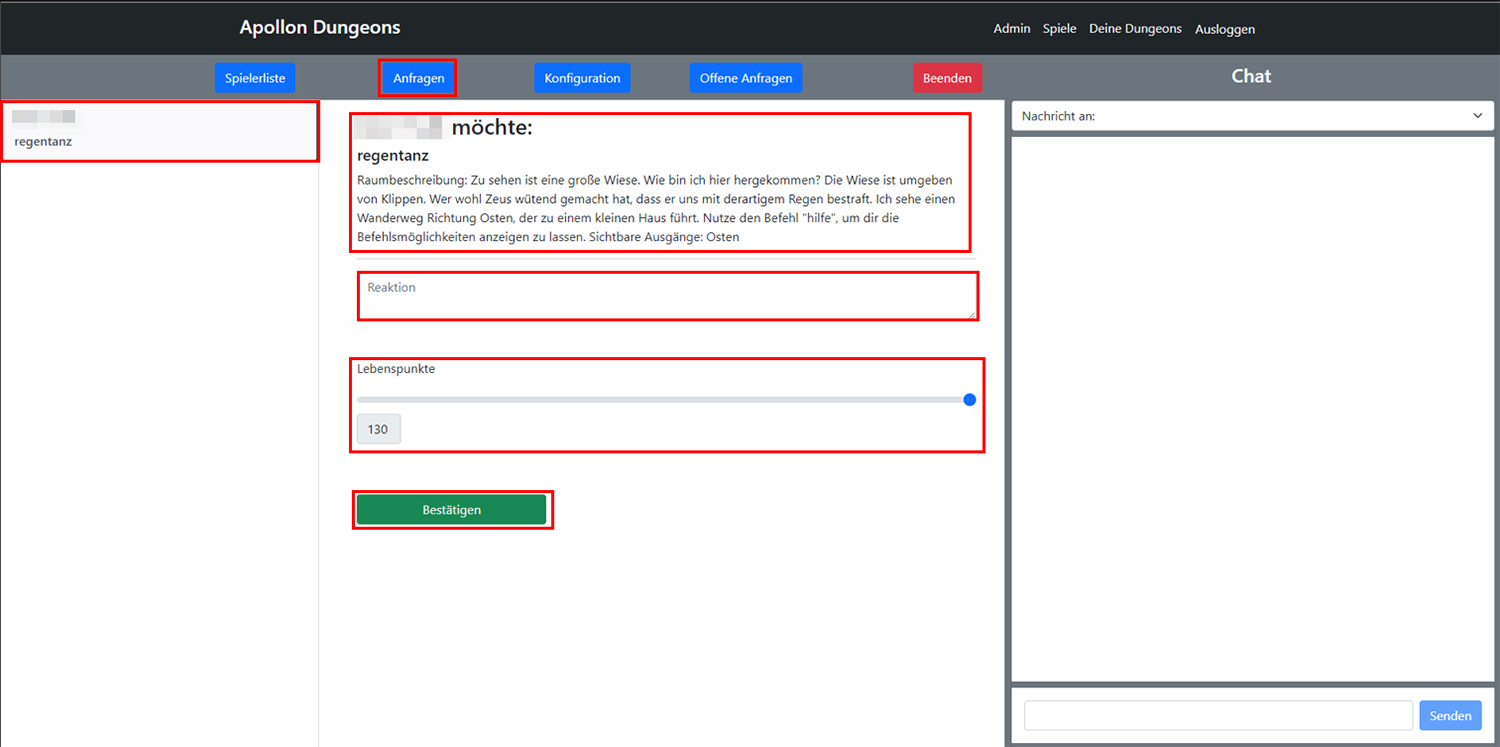 Apollon Dungeons
Admin Spiele Deine Dungeons Ausloggen
Spielerliste Anfragen Konfiguration Offene Anfragen Beenden Chat
regentanz
möchte:
regentanz
Raumbeschreibung: Zu sehen ist eine große Wiese. Wie bin ich hier hergekommen? Die Wiese ist umgeben
von Klippen. Wer wohl Zeus wütend gemacht hat, dass er uns mit derartigem Regen bestraft. Ich sehe einen
Wanderweg Richtung Osten, der zu einem kleinen Haus führt. Nutze den Befehl "hilfe", um dir die
Befehlsmöglichkeiten anzeigen zu lassen. Sichtbare Ausgänge: Osten
Reaktion
Lebenspunkte
130
Bestätigen
Nachricht an:
Senden